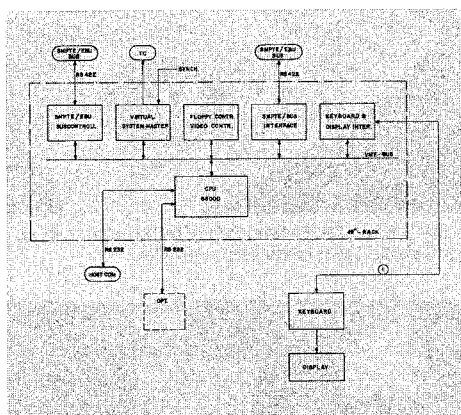 SMPTE/EBU
BUS
TC
SMPTE/EBU
BUS
RS 422
SYNCH.
RS 422
SMPTE/EBU
BUSCONTROLL
VIRTUAL
SYSTEM-MASTER
FLOPPY CONTR.
VIDEO CONTR.
SMPTE/BUS
INTERFACE
KEYBOARD &
DISPLAY INTER.
VME-BUS
CPU
68000
19"-RACK
RS 232
RS 232
HOST COM
OPT.
KEYBOARD
DISPLAY